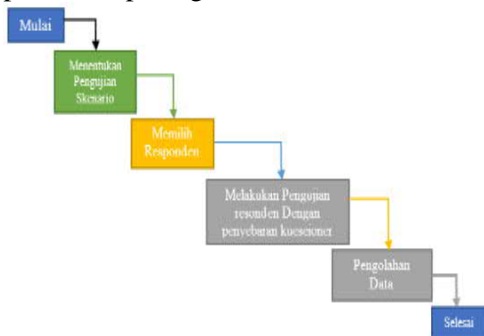 Mulai
Menentukan
Pengujian
Skenario
Memilih
Responden
Melakukan Pengujian
resonden Dengan
penyebaran kuesioner
Pengolahan
Data
Selesai